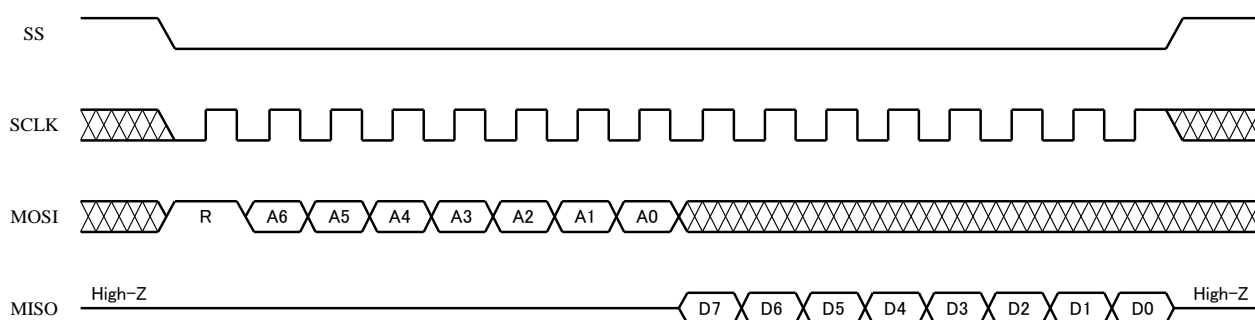 SS
SCLK
MOSI R A6 A5 A4 A3 A2 A1 A0
High-Z High-Z
MISO D7 D6 D5 D4 D3 D2 D1 D0